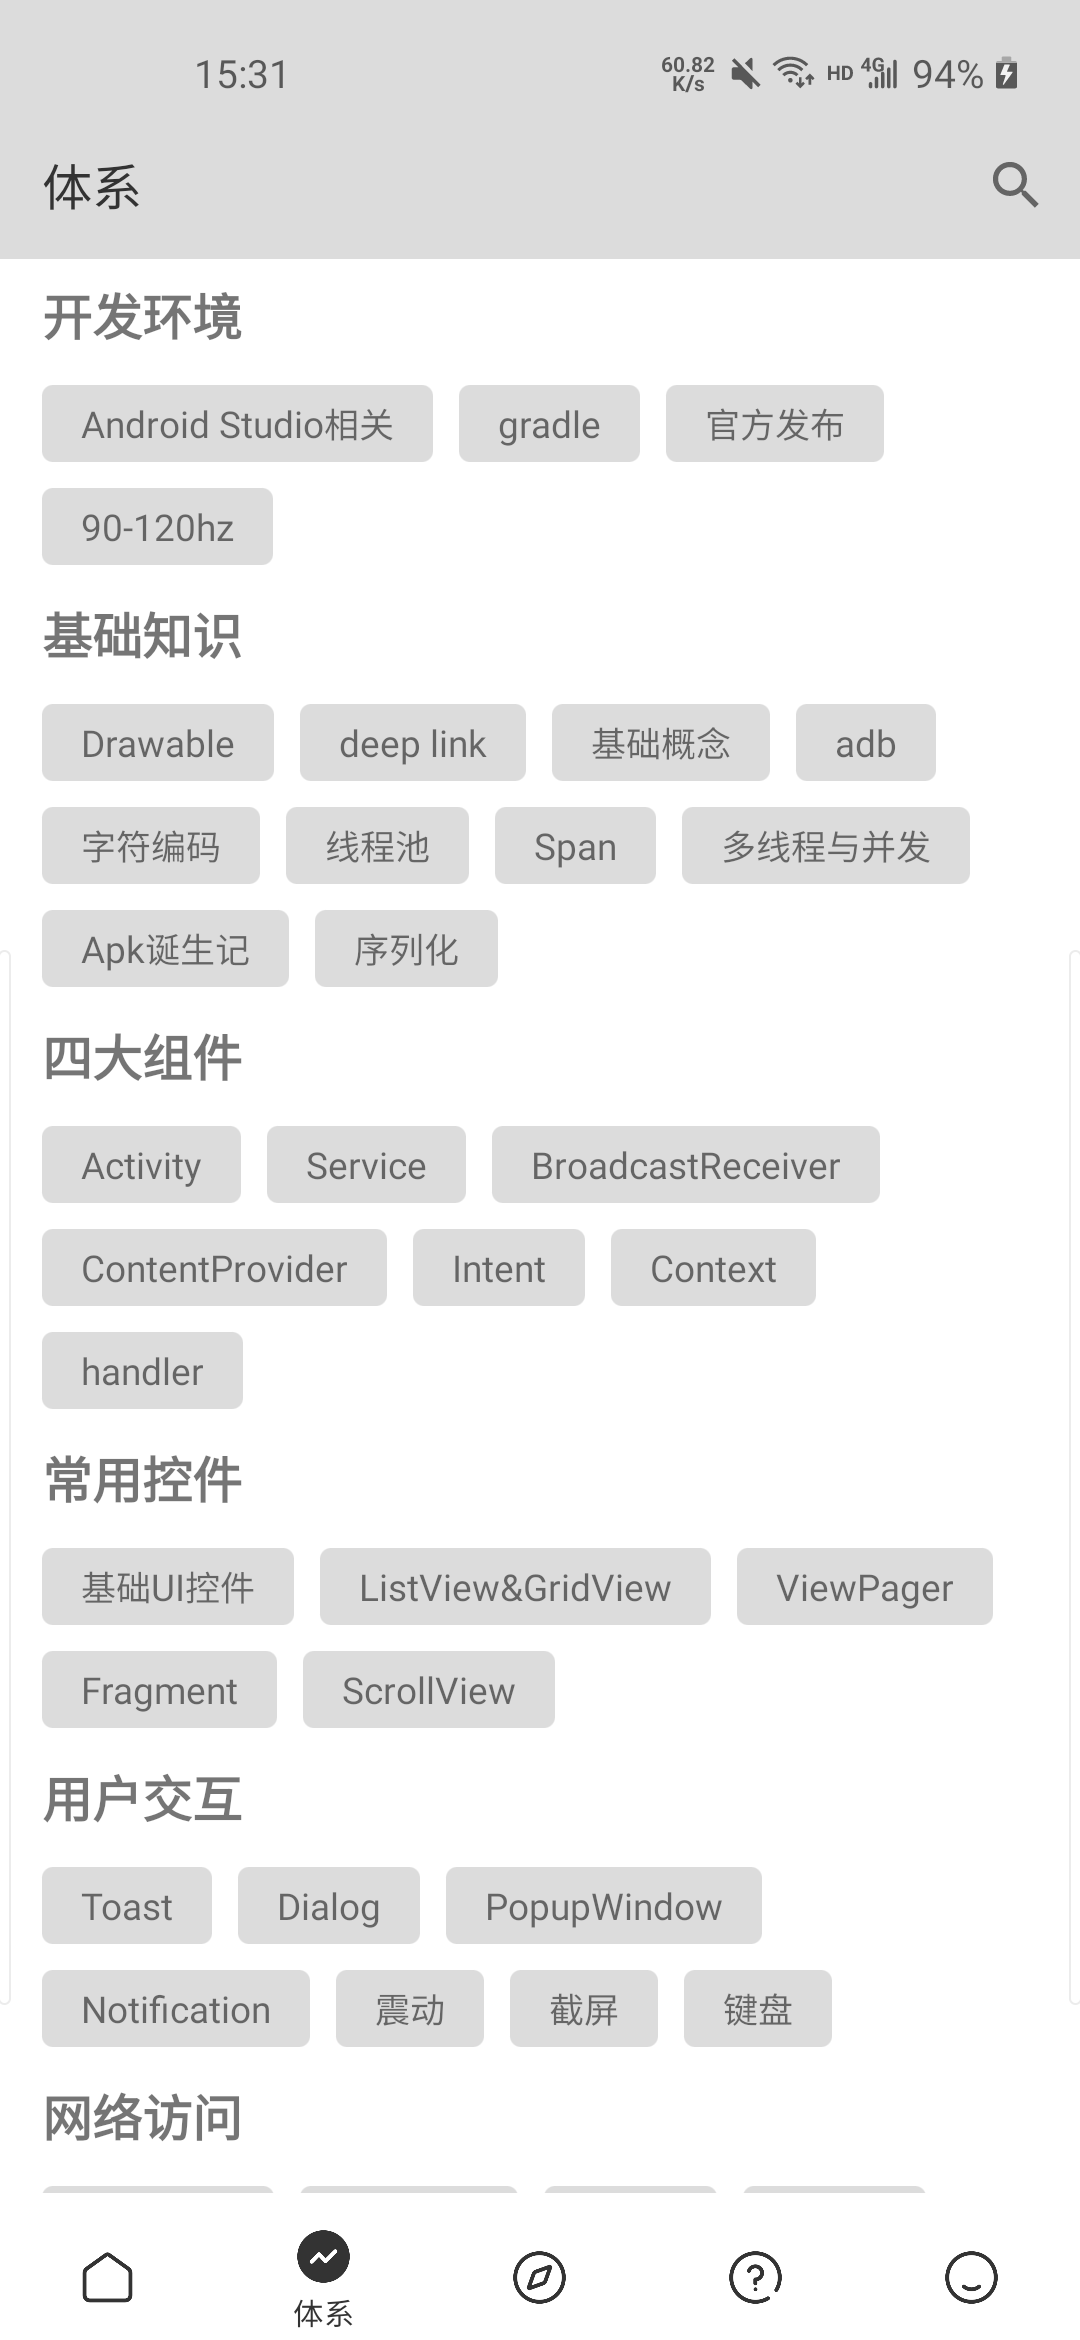 15:31 60.82 K/s HD 4G 94%
体系
开发环境
Android Studio相关 gradle 官方发布
90-120hz
基础知识
Drawable deep link 基础概念 adb
字符编码 线程池 Span 多线程与并发
Apk诞生记 序列化
四大组件
Activity Service BroadcastReceiver
ContentProvider Intent Context
handler
常用控件
基础UI控件 ListView&GridView ViewPager
Fragment ScrollView
用户交互
Toast Dialog PopupWindow
Notification 震动 截屏 键盘
网络访问
体系